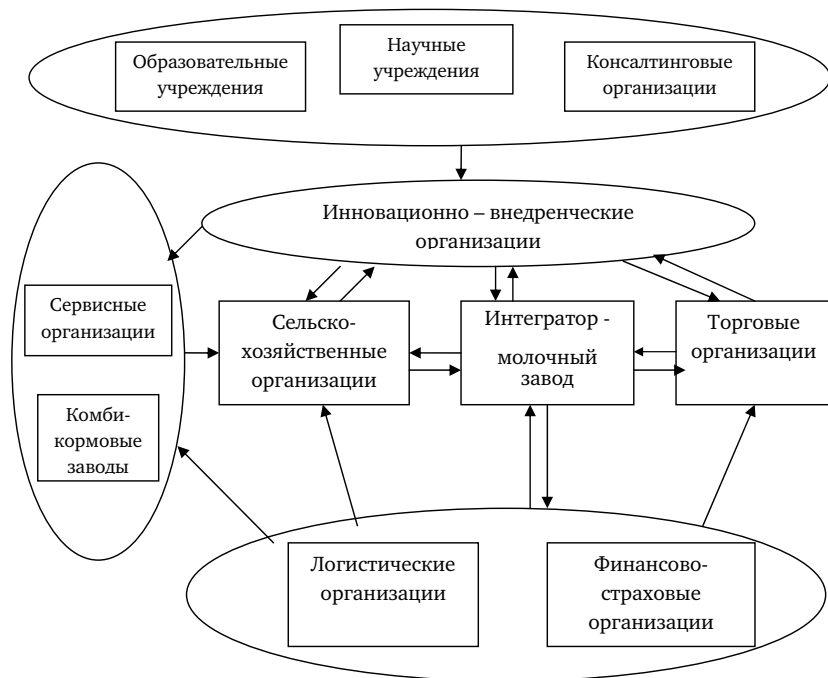 Образовательные
учреждения
Научные
учреждения
Консалтинговые
организации
Инновационно – внедренческие
организации
Сервисные
организации
Комби-
кормовые
заводы
Сельско-
хозяйственные
организации
Интегратор -
молочный
завод
Торговые
организации
Логистические
организации
Финансово-
страховые
организации